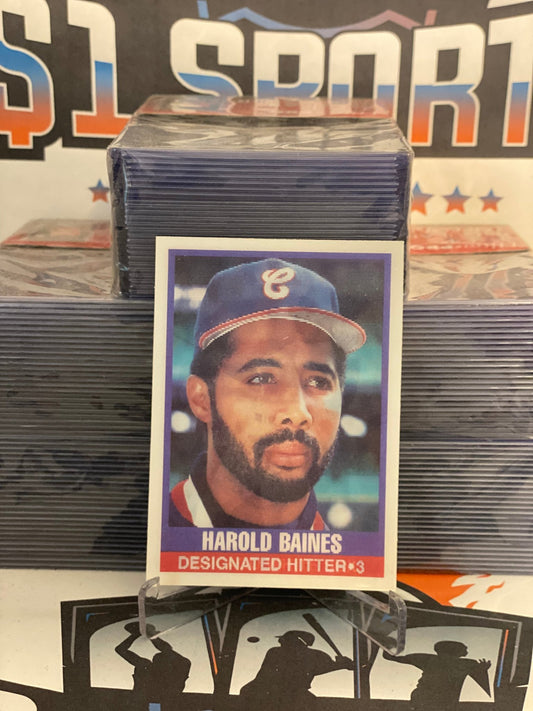 $1 SPORT
C
HAROLD BAINES
DESIGNATED HITTER•3